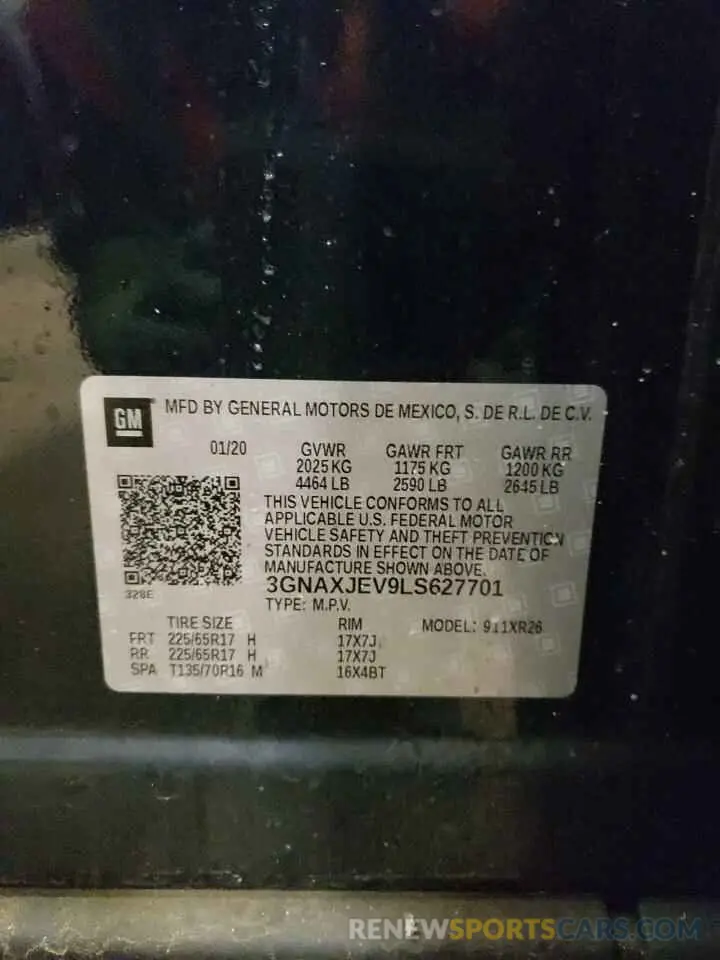 GM
MFD BY GENERAL MOTORS DE MEXICO, S. DE R.L. DE C.V.
01/20 GVWR GAWR FRT GAWR RR
2025 KG 1175 KG 1200 KG
4464 LB 2590 LB 2645 LB
THIS VEHICLE CONFORMS TO ALL
APPLICABLE U.S. FEDERAL MOTOR
VEHICLE SAFETY AND THEFT PREVENTION
STANDARDS IN EFFECT ON THE DATE OF
MANUFACTURE SHOWN ABOVE.
328E
3GNAXJEV9LS627701
TYPE: M.P.V.
TIRE SIZE RIM MODEL: 911XR26
FRT 225/65R17 H 17X7J
RR 225/65R17 H 17X7J
SPA T135/70R16 M 16X4BT
RENEWSPORTSCARS.COM